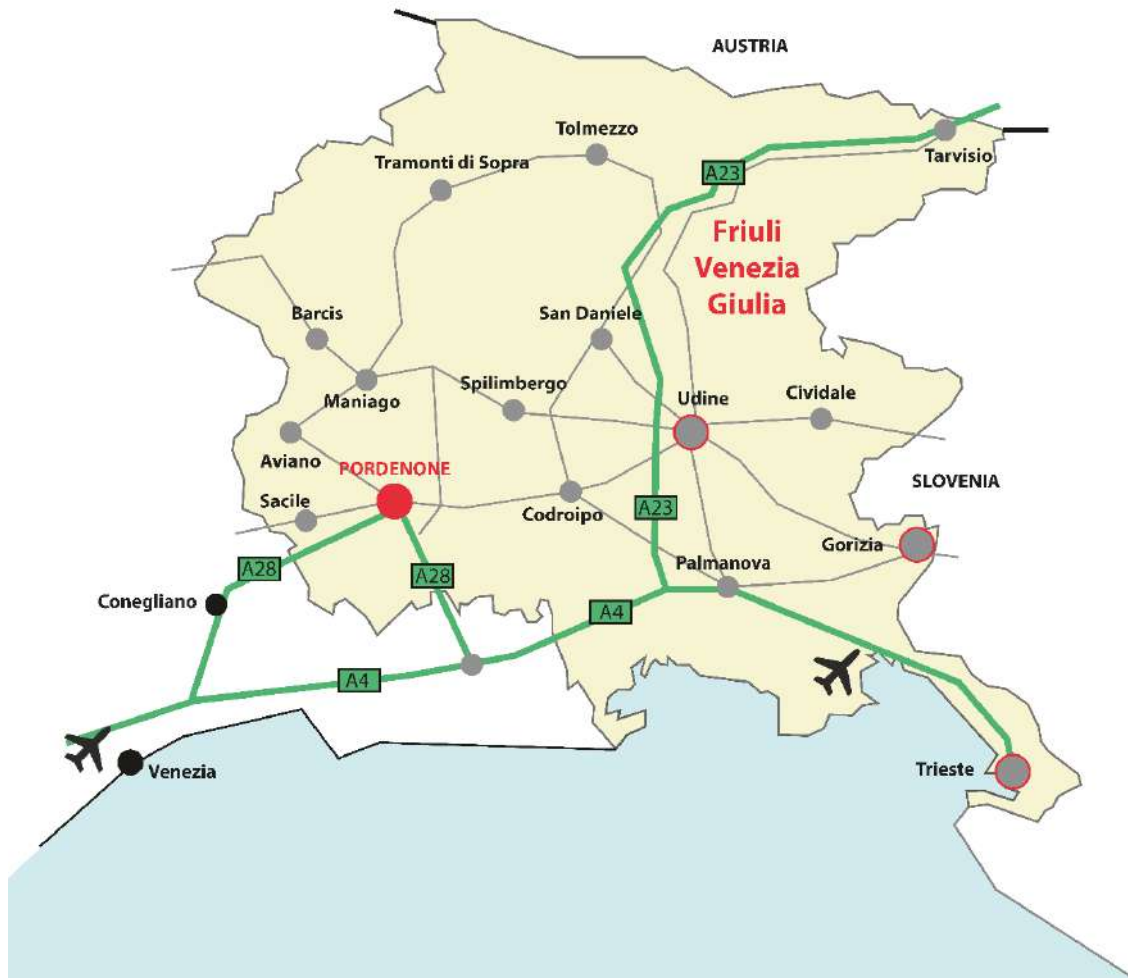 AUSTRIA
Tolmezzo
Tarvisio
Tramonti di Sopra
A23
Friuli
Venezia
Giulia
Barcis
San Daniele
Spilimbergo
Udine
Cividale
Maniago
Aviano
PORDENONE
SLOVENIA
Sacile
Codroipo
A23
Gorizia
Palmanova
A28
A28
Conegliano
A4
A4
Venezia
Trieste